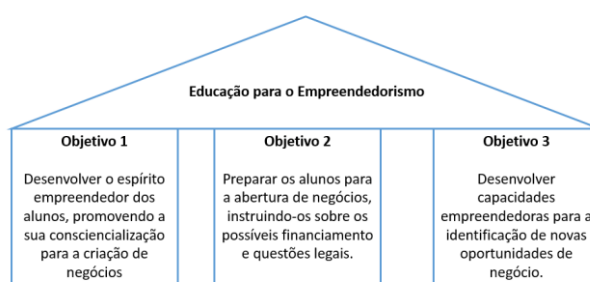 Educação para o Empreendedorismo
Objetivo 1
Desenvolver o espírito
empreendedor dos
alunos, promovendo a
sua consciencialização
para a criação de
negócios
Objetivo 2
Preparar os alunos para
a abertura de negócios,
instruindo-os sobre os
possíveis financiamento
e questões legais.
Objetivo 3
Desenvolver
capacidades
empreendedoras para a
identificação de novas
oportunidades de
negócio.